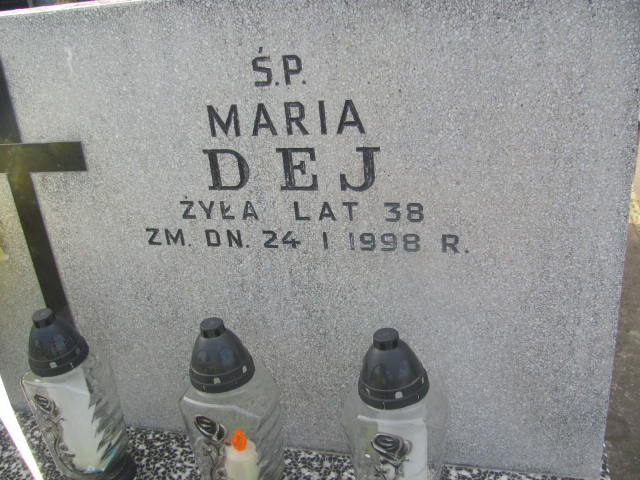 Ś.P.
MARIA
DEJ
ŻYŁA LAT 38
ZM. DN. 24 I 1998 R.